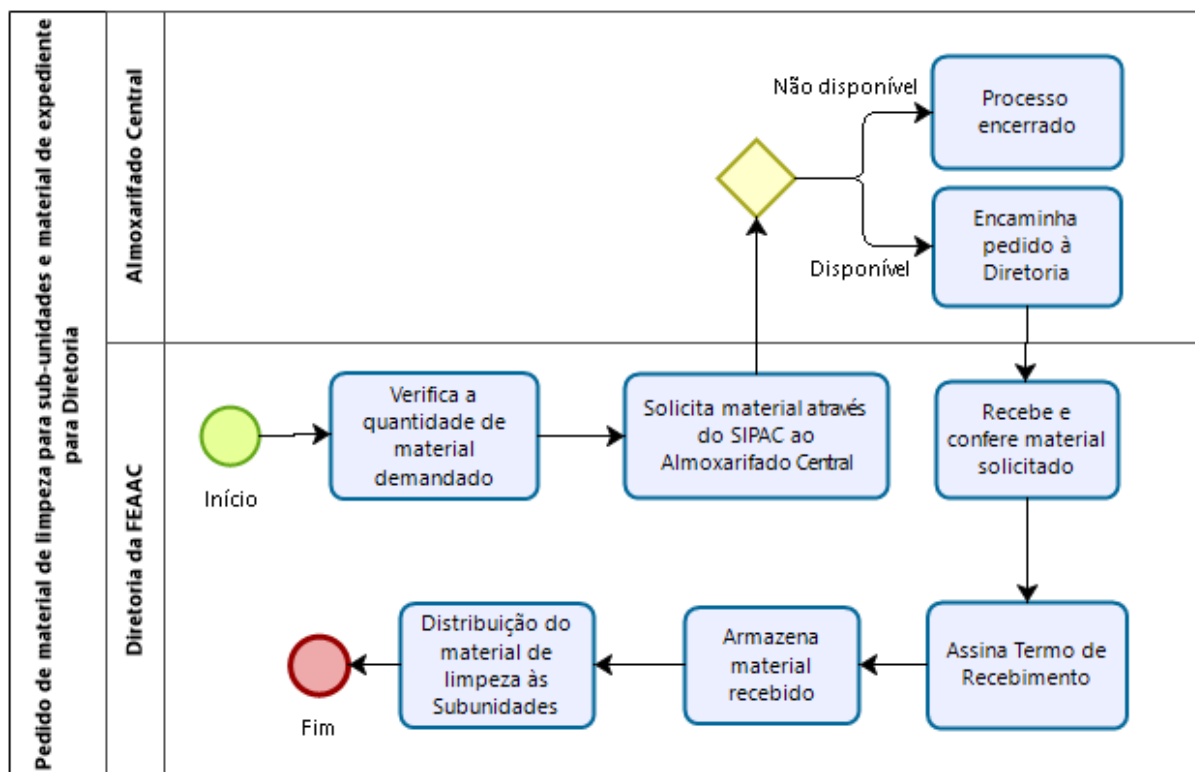 Pedido de material de limpeza para sub-unidades e material de expediente
para Diretoria
Almoxarifado Central
Não disponível
Processo
encerrado
Disponível
Encaminha
pedido à
Diretoria
Diretoria da FEAAC
Início
Verifica a
quantidade de
material
demandado
Solicita material através
do SIPAC ao
Almoxarifado Central
Recebe e
confere material
solicitado
Assina Termo de
Recebimento
Armazena
material
recebido
Distribuição do
material de
limpeza às
Subunidades
Fim